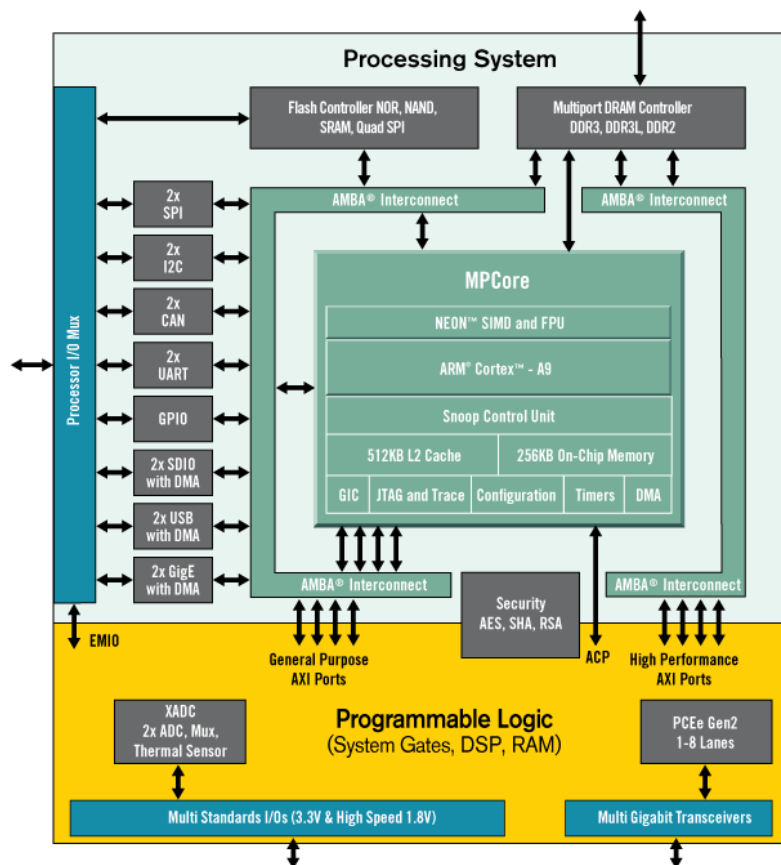 Processing System
Flash Controller NOR, NAND,
SRAM, Quad SPI
Multiport DRAM Controller
DDR3, DDR3L, DDR2
AMBA® Interconnect
AMBA® Interconnect
Processor I/O Mux
2x
SPI
2x
I2C
2x
CAN
2x
UART
GPIO
2x SDIO
with DMA
2x USB
with DMA
2x GigE
with DMA
MPCore
NEON™ SIMD and FPU
ARM® Cortex™ - A9
Snoop Control Unit
512KB L2 Cache
256KB On-Chip Memory
GIC
JTAG and Trace
Configuration
Timers
DMA
AMBA® Interconnect
AMBA® Interconnect
Security
AES, SHA, RSA
EMIO
General Purpose
AXI Ports
ACP
High Performance
AXI Ports
Programmable Logic
(System Gates, DSP, RAM)
XADC
2x ADC, Mux,
Thermal Sensor
PCEe Gen2
1-8 Lanes
Multi Standards I/Os (3.3V & High Speed 1.8V)
Multi Gigabit Transceivers